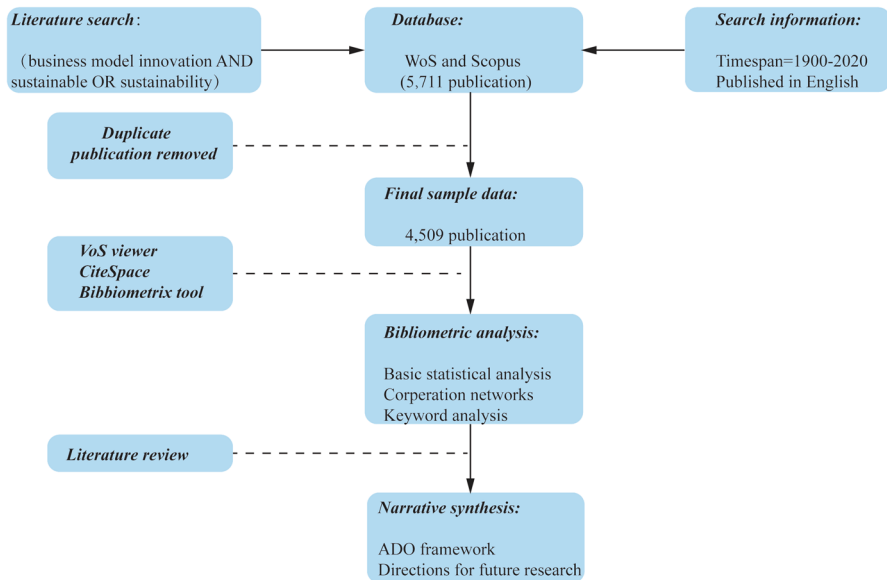 Literature search:
（business model innovation AND
sustainable OR sustainability）
Database:
WoS and Scopus
(5,711 publication)
Search information:
Timespan=1900-2020
Published in English
Duplicate
publication removed
Final sample data:
4,509 publication
VoS viewer
CiteSpace
Bibbiometrix tool
Bibliometric analysis:
Basic statistical analysis
Corperation networks
Keyword analysis
Literature review
Narrative synthesis:
ADO framework
Directions for future research